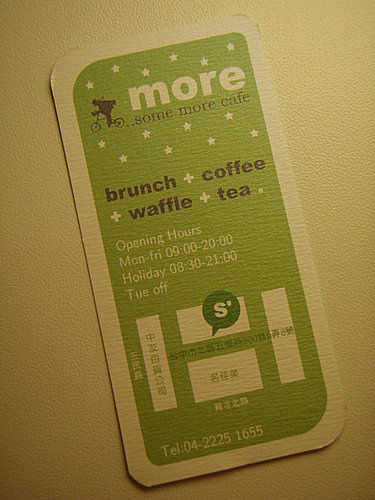 more
...some more cafe
brunch + coffee
+ waffle + tea .
Opening Hours
Mon-fri 09:00-20:00
Holiday 08:30-21:00
Tue off
s'
三民路
中友百貨公司
名佳美
育才北路
Tel:04-2225 1655